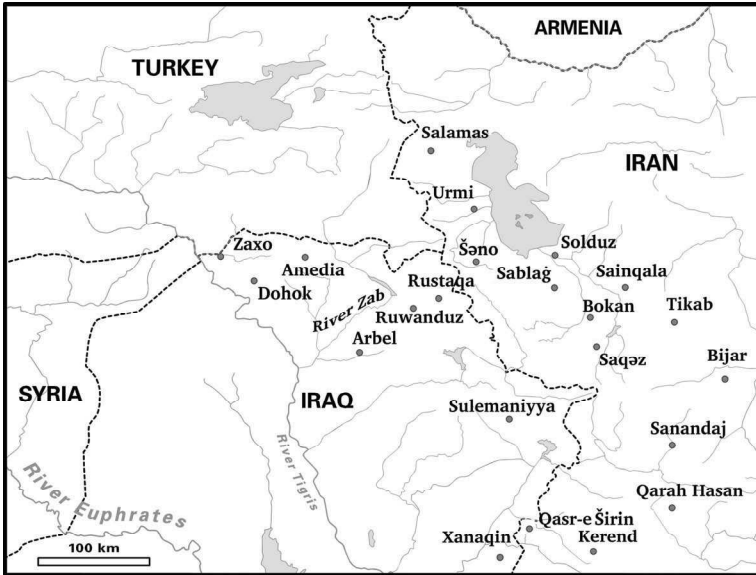 ARMENIA
TURKEY
Salamas
IRAN
Urmi
Zaxo
Amedia
Šəno
Solduz
Dohok
Rustaqa
Sablaġ
Sainqala
River Zab
Ruwanduz
Bokan
Tikab
Arbel
Saqəz
Bijar
SYRIA
IRAQ
Sulemaniyya
Sanandaj
River Tigris
River Euphrates
Qarah Hasan
Qasr-e Širin
Xanaqin
Kerend
100 km